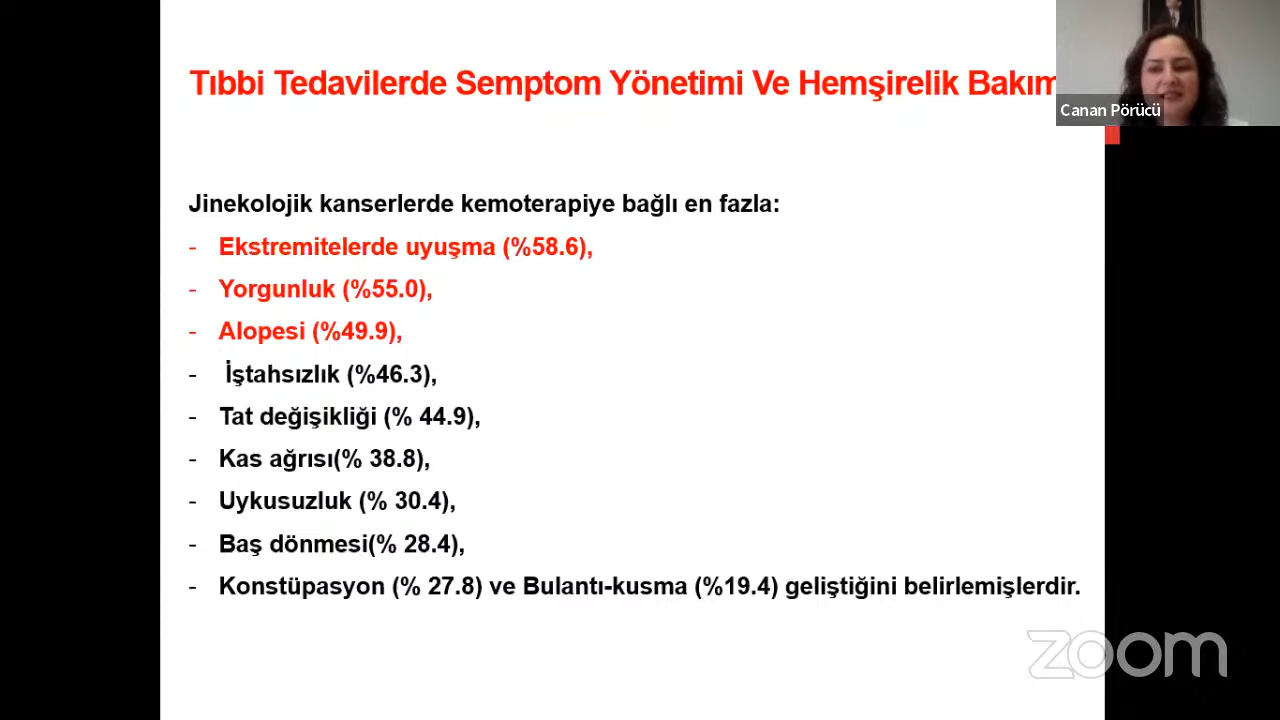 Tıbbi Tedavilerde Semptom Yönetimi Ve Hemşirelik Bakım
Canan Pörücü
Jinekolojik kanserlerde kemoterapiye bağlı en fazla:
- Ekstremitelerde uyuşma (%58.6),
- Yorgunluk (%55.0),
- Alopesi (%49.9),
- İştahsızlık (%46.3),
- Tat değişikliği (% 44.9),
- Kas ağrısı(% 38.8),
- Uykusuzluk (% 30.4),
- Baş dönmesi(% 28.4),
- Konstüpasyon (% 27.8) ve Bulantı-kusma (%19.4) geliştiğini belirlemişlerdir.
zoom